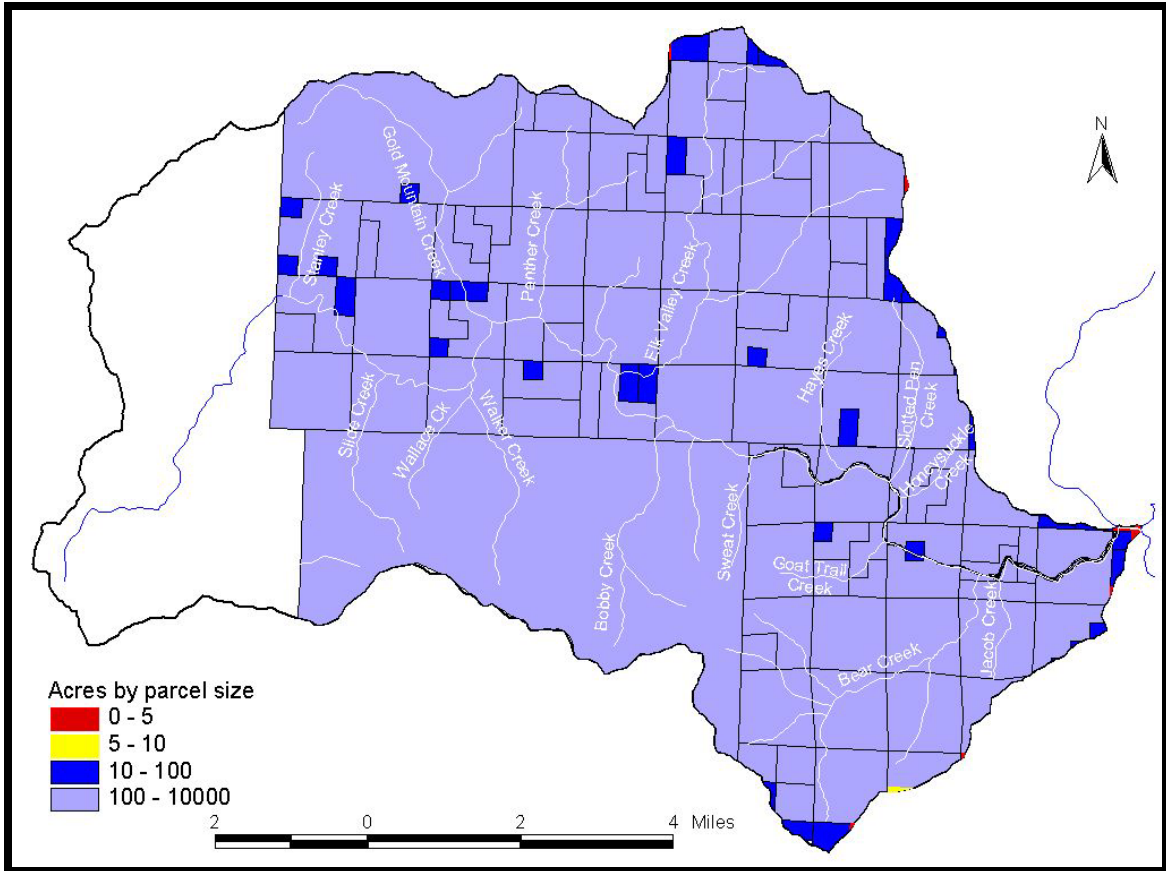 N
Gold Mountain Creek
Stanley Creek
Panther Creek
Elk Valley Creek
Hayes Creek
Slotted Pen
Creek
Honeysuckle
Creek
Slide Creek
Wallace Ck
Walker Creek
Sweat Creek
Bobby Creek
Goat Trail
Creek
Jacob Creek
Bear Creek
Acres by parcel size
0 - 5
5 - 10
10 - 100
100 - 10000
2 0 2 4 Miles